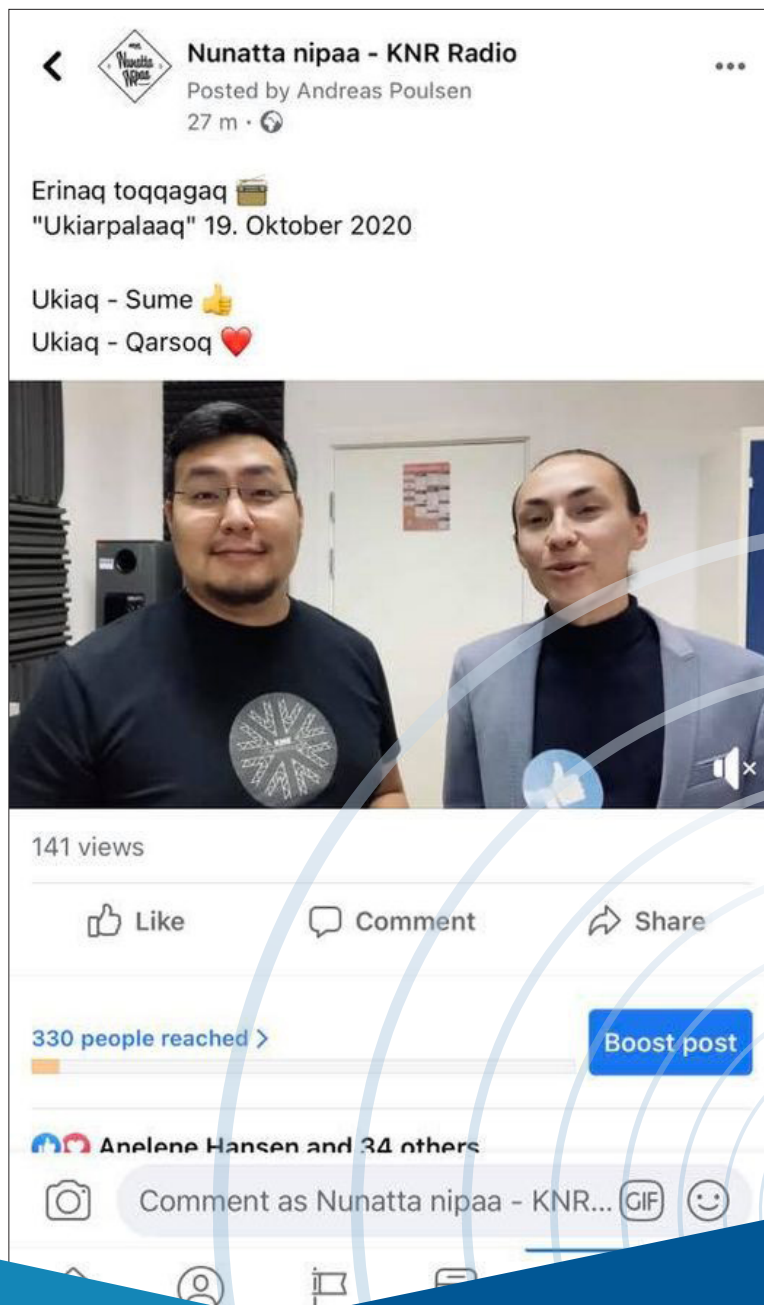 Nunatta nipaa - KNR Radio
Posted by Andreas Poulsen
27 m ·
Erinaq toqqagaq
"Ukiarpalaaq" 19. Oktober 2020
Ukiaq - Sume 👍
Ukiaq - Qarsoq ❤️
141 views
Like
Comment
Share
330 people reached >
Boost post
Anelene Hansen and 34 others
Comment as Nunatta nipaa - KNR...
GIF